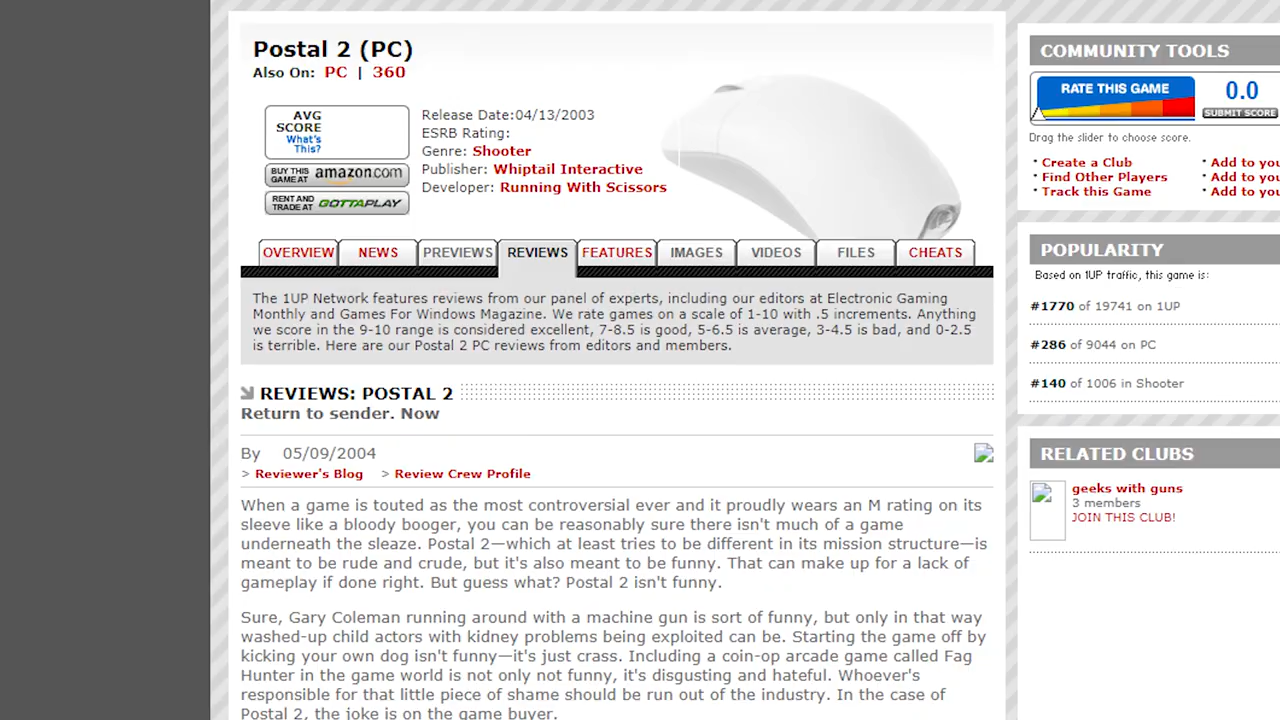 Postal 2 (PC)
Also On: PC | 360
AVG
SCORE
What's
This?
BUY THIS
GAME AT amazon.com
RENT AND
TRADE AT GOTTAPLAY
Release Date:04/13/2003
ESRB Rating:
Genre: Shooter
Publisher: Whiptail Interactive
Developer: Running With Scissors
OVERVIEW NEWS PREVIEWS REVIEWS FEATURES IMAGES VIDEOS FILES CHEATS
The 1UP Network features reviews from our panel of experts, including our editors at Electronic Gaming
Monthly and Games For Windows Magazine. We rate games on a scale of 1-10 with .5 increments. Anything
we score in the 9-10 range is considered excellent, 7-8.5 is good, 5-6.5 is average, 3-4.5 is bad, and 0-2.5
is terrible. Here are our Postal 2 PC reviews from editors and members.
REVIEWS: POSTAL 2
Return to sender. Now
By 05/09/2004
> Reviewer's Blog > Review Crew Profile
When a game is touted as the most controversial ever and it proudly wears an M rating on its
sleeve like a bloody booger, you can be reasonably sure there isn't much of a game
underneath the sleaze. Postal 2—which at least tries to be different in its mission structure—is
meant to be rude and crude, but it's also meant to be funny. That can make up for a lack of
gameplay if done right. But guess what? Postal 2 isn't funny.
Sure, Gary Coleman running around with a machine gun is sort of funny, but only in that way
washed-up child actors with kidney problems being exploited can be. Starting the game off by
kicking your own dog isn't funny—it's just crass. Including a coin-op arcade game called Fag
Hunter in the game world is not only not funny, it's disgusting and hateful. Whoever's
responsible for that little piece of shame should be run out of the industry. In the case of
Postal 2, the joke is on the game buyer.
COMMUNITY TOOLS
RATE THIS GAME
0.0
SUBMIT SCORE
Drag the slider to choose score.
· Create a Club · Add to you
· Find Other Players · Add to you
· Track this Game · Add to you
POPULARITY
Based on 1UP traffic, this game is:
#1770 of 19741 on 1UP
#286 of 9044 on PC
#140 of 1006 in Shooter
RELATED CLUBS
geeks with guns
3 members
JOIN THIS CLUB!